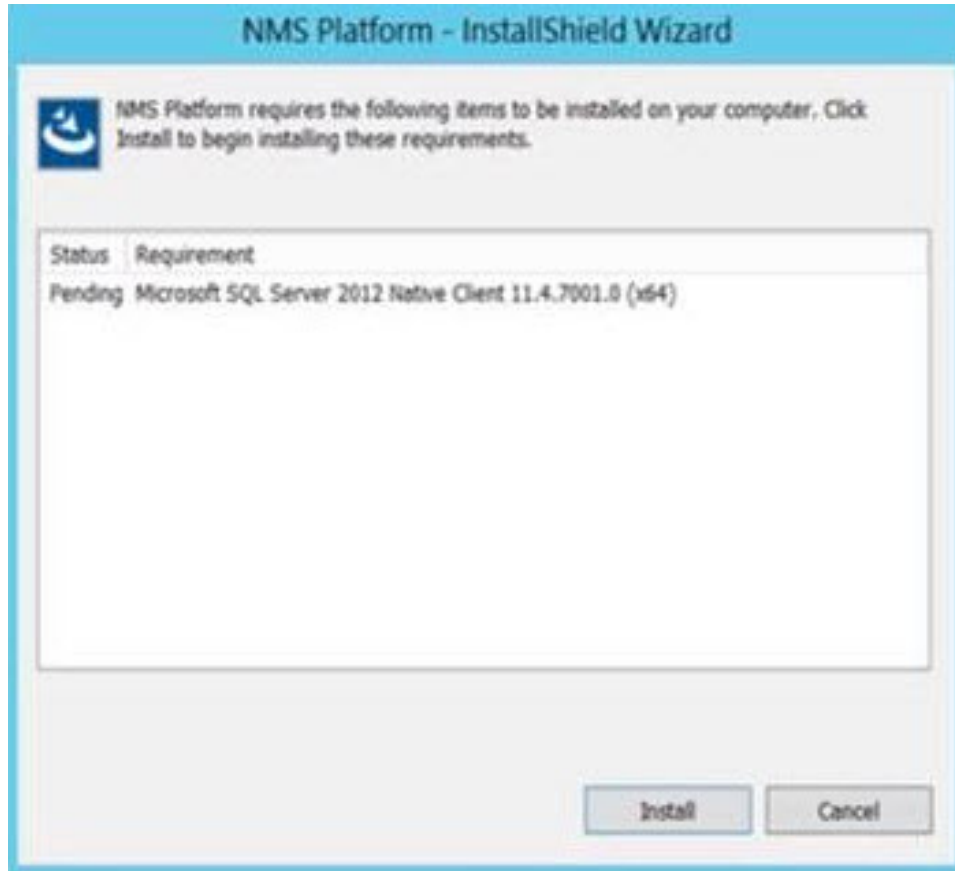 NMS Platform - InstallShield Wizard
NMS Platform requires the following items to be installed on your computer. Click
Install to begin installing these requirements.
Status Requirement
Pending Microsoft SQL Server 2012 Native Client 11.4.7001.0 (x64)
Install Cancel